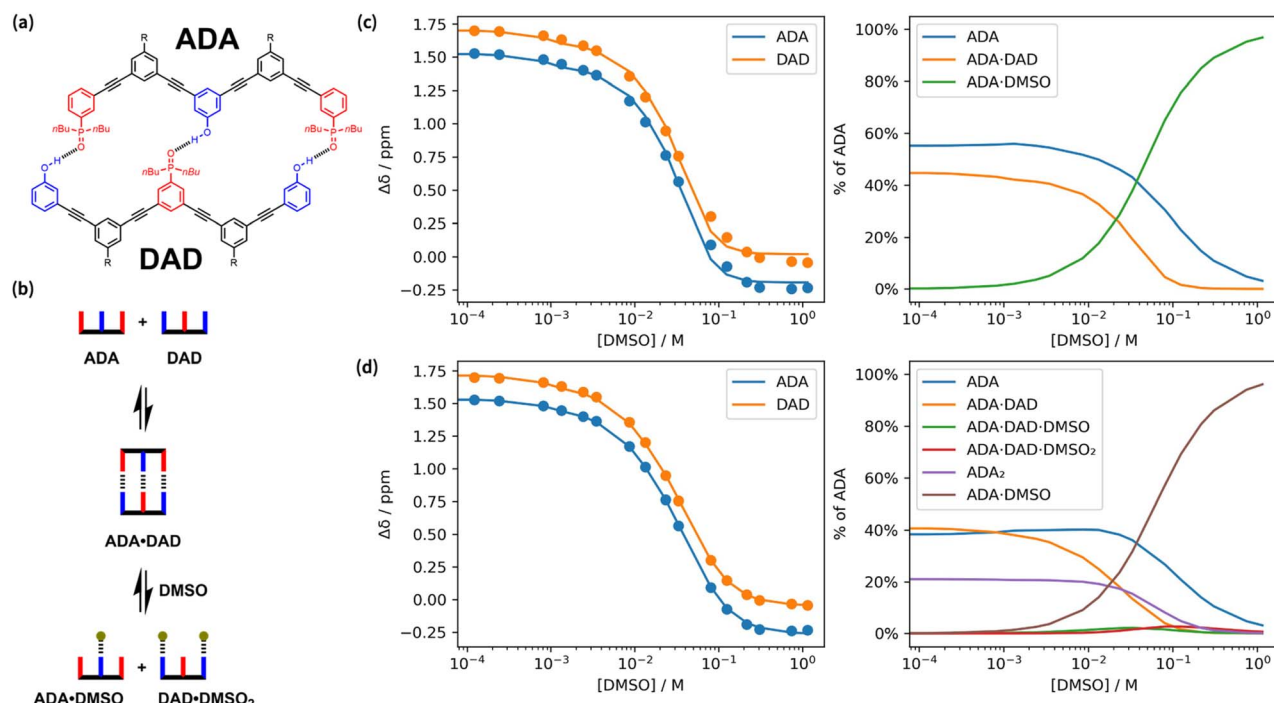 (a)
ADA
R
R
nBu
P
nBu
O
H
O
nBu
P
nBu
O
O
H
O
P
nBu
nBu
H
O
R
R
DAD
(b)
+
ADA
DAD
ADA•DAD
DMSO
+
ADA•DMSO
DAD•DMSO₂
(c)
1.75
1.50
1.25
1.00
0.75
0.50
0.25
0.00
−0.25
Δδ / ppm
ADA
DAD
10⁻⁴
10⁻³
10⁻²
10⁻¹
10⁰
[DMSO] / M
100%
80%
60%
40%
20%
0%
% of ADA
ADA
ADA·DAD
ADA·DMSO
10⁻⁴
10⁻³
10⁻²
10⁻¹
10⁰
[DMSO] / M
(d)
1.75
1.50
1.25
1.00
0.75
0.50
0.25
0.00
−0.25
Δδ / ppm
ADA
DAD
10⁻⁴
10⁻³
10⁻²
10⁻¹
10⁰
[DMSO] / M
100%
80%
60%
40%
20%
0%
% of ADA
ADA
ADA·DAD
ADA·DAD·DMSO
ADA·DAD·DMSO₂
ADA₂
ADA·DMSO
10⁻⁴
10⁻³
10⁻²
10⁻¹
10⁰
[DMSO] / M